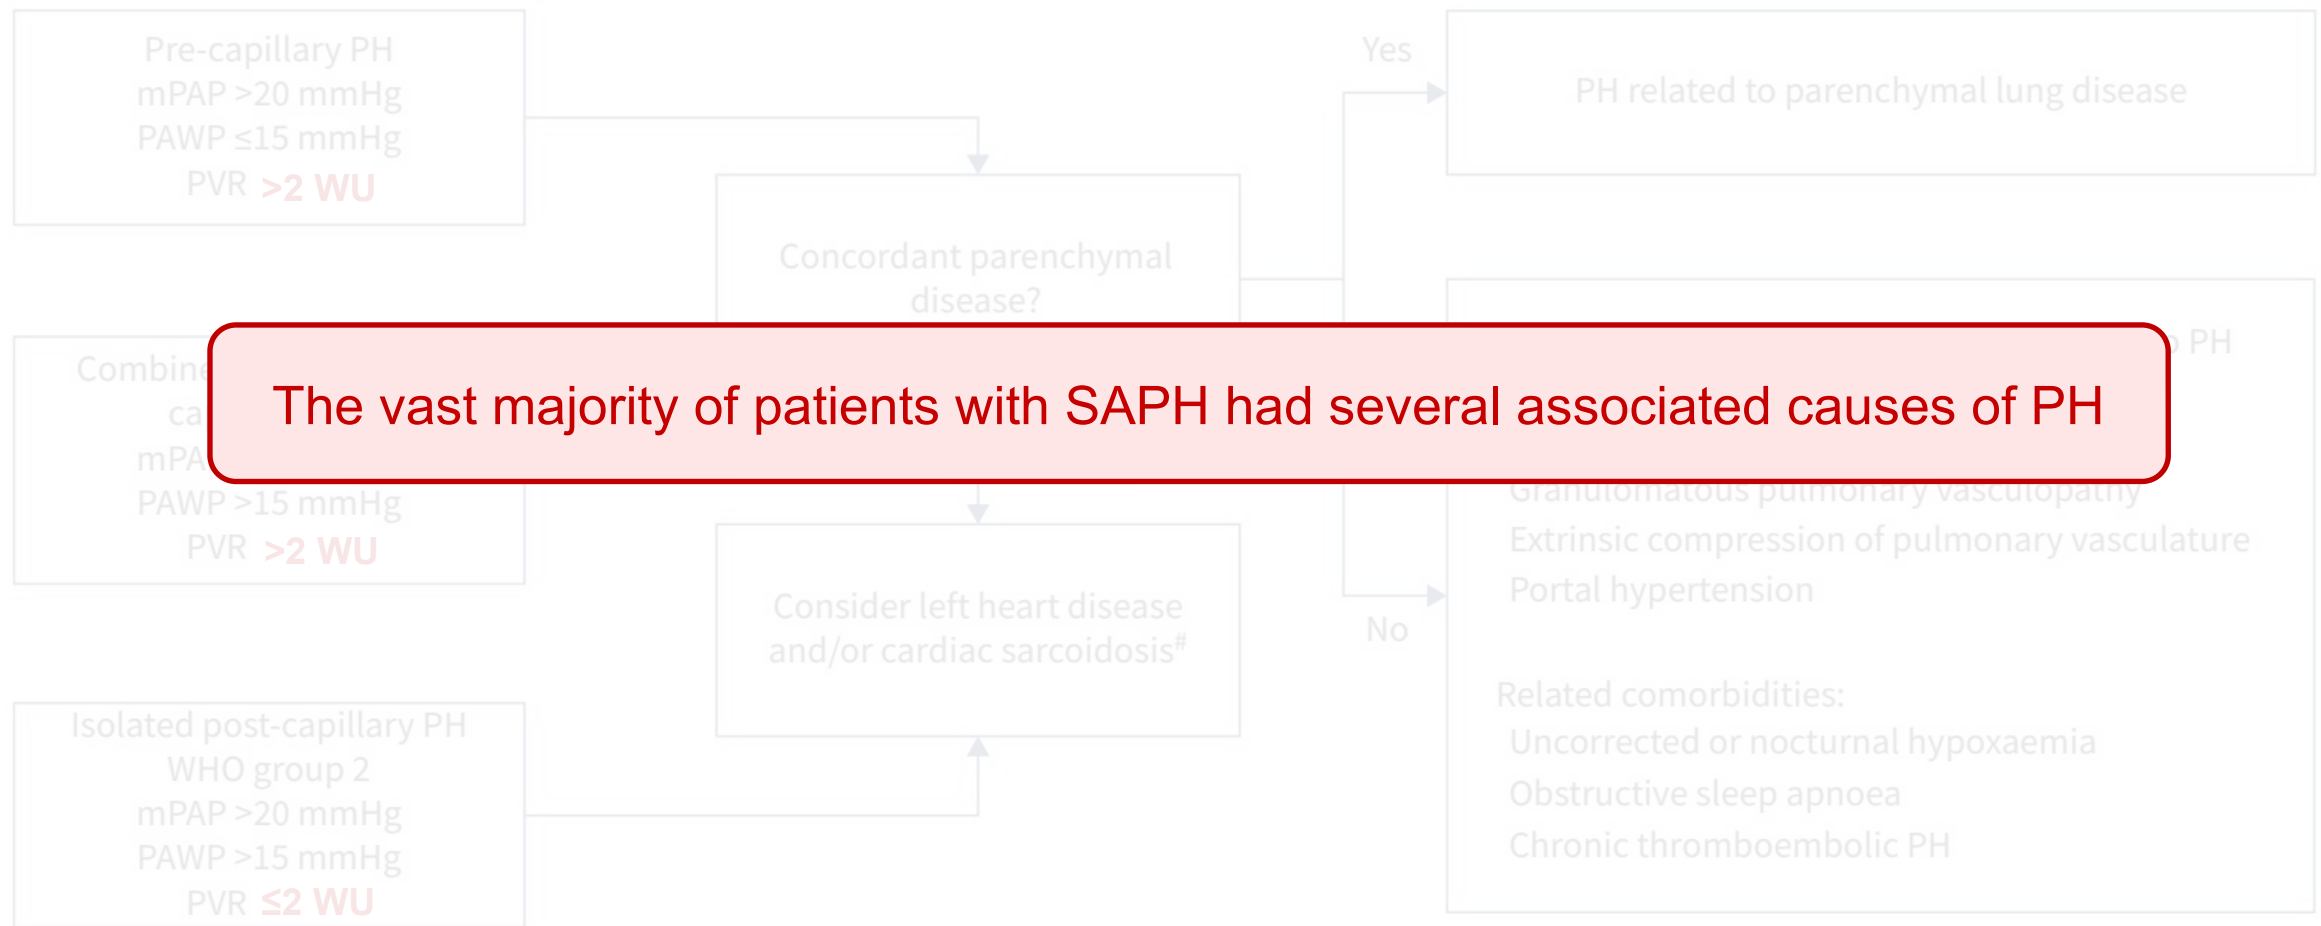 Pre-capillary PH
mPAP >20 mmHg
PAWP ≤15 mmHg
PVR >2 WU
Concordant parenchymal
disease?
Yes
PH related to parenchymal lung disease
PH
The vast majority of patients with SAPH had several associated causes of PH
PAWP >15 mmHg
PVR >2 WU
Consider left heart disease
and/or cardiac sarcoidosis#
No
Granulomatous pulmonary vasculopathy
Extrinsic compression of pulmonary vasculature
Portal hypertension
Related comorbidities:
Uncorrected or nocturnal hypoxaemia
Obstructive sleep apnoea
Chronic thromboembolic PH
Isolated post-capillary PH
WHO group 2
mPAP >20 mmHg
PAWP >15 mmHg
PVR ≤2 WU